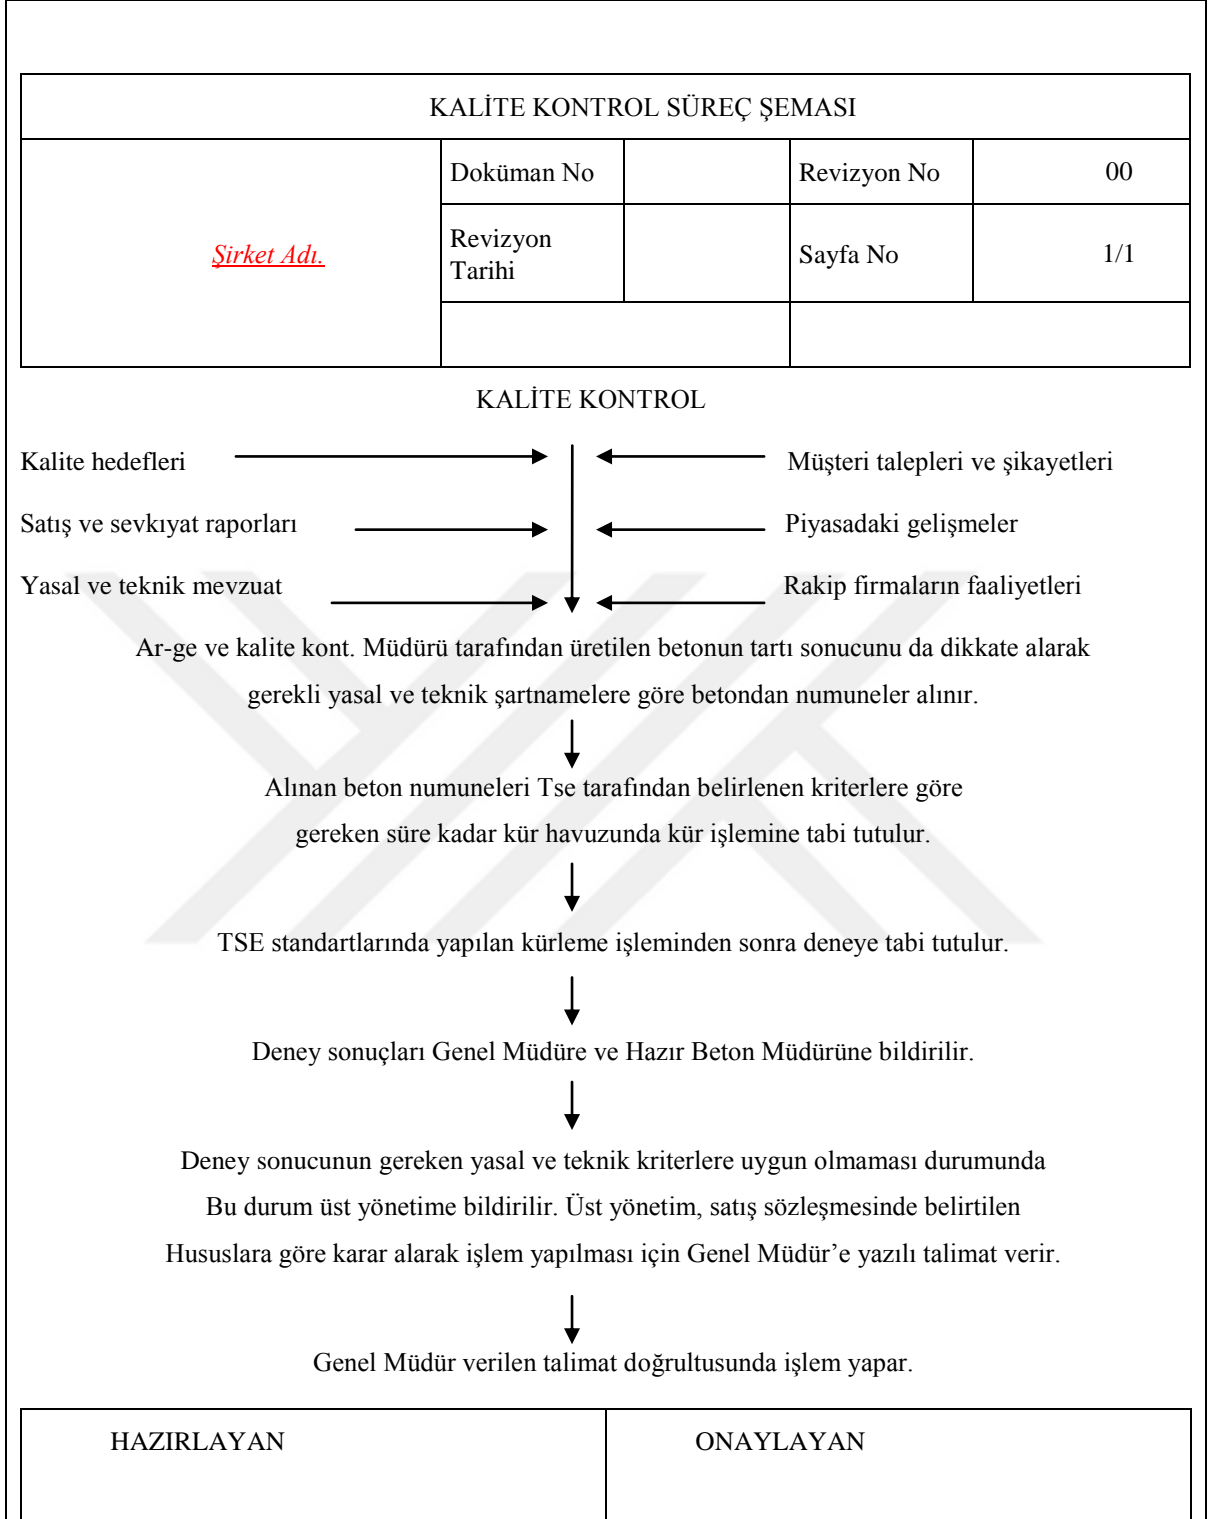 KALİTE KONTROL SÜREÇ ŞEMASI
Şirket Adı.
Doküman No
Revizyon No
00
Revizyon
Tarihi
Sayfa No
1/1
KALİTE KONTROL
Kalite hedefleri
Müşteri talepleri ve şikayetleri
Satış ve sevkıyat raporları
Piyasadaki gelişmeler
Yasal ve teknik mevzuat
Rakip firmaların faaliyetleri
Ar-ge ve kalite kont. Müdürü tarafından üretilen betonun tartı sonucunu da dikkate alarak
gerekli yasal ve teknik şartnamelere göre betondan numuneler alınır.
Alınan beton numuneleri Tse tarafından belirlenen kriterlere göre
gereken süre kadar kür havuzunda kür işlemine tabi tutulur.
TSE standartlarında yapılan kürleme işleminden sonra deneye tabi tutulur.
Deney sonuçları Genel Müdüre ve Hazır Beton Müdürüne bildirilir.
Deney sonucunun gereken yasal ve teknik kriterlere uygun olmaması durumunda
Bu durum üst yönetime bildirilir. Üst yönetim, satış sözleşmesinde belirtilen
Hususlara göre karar alarak işlem yapılması için Genel Müdür’e yazılı talimat verir.
Genel Müdür verilen talimat doğrultusunda işlem yapar.
HAZIRLAYAN
ONAYLAYAN